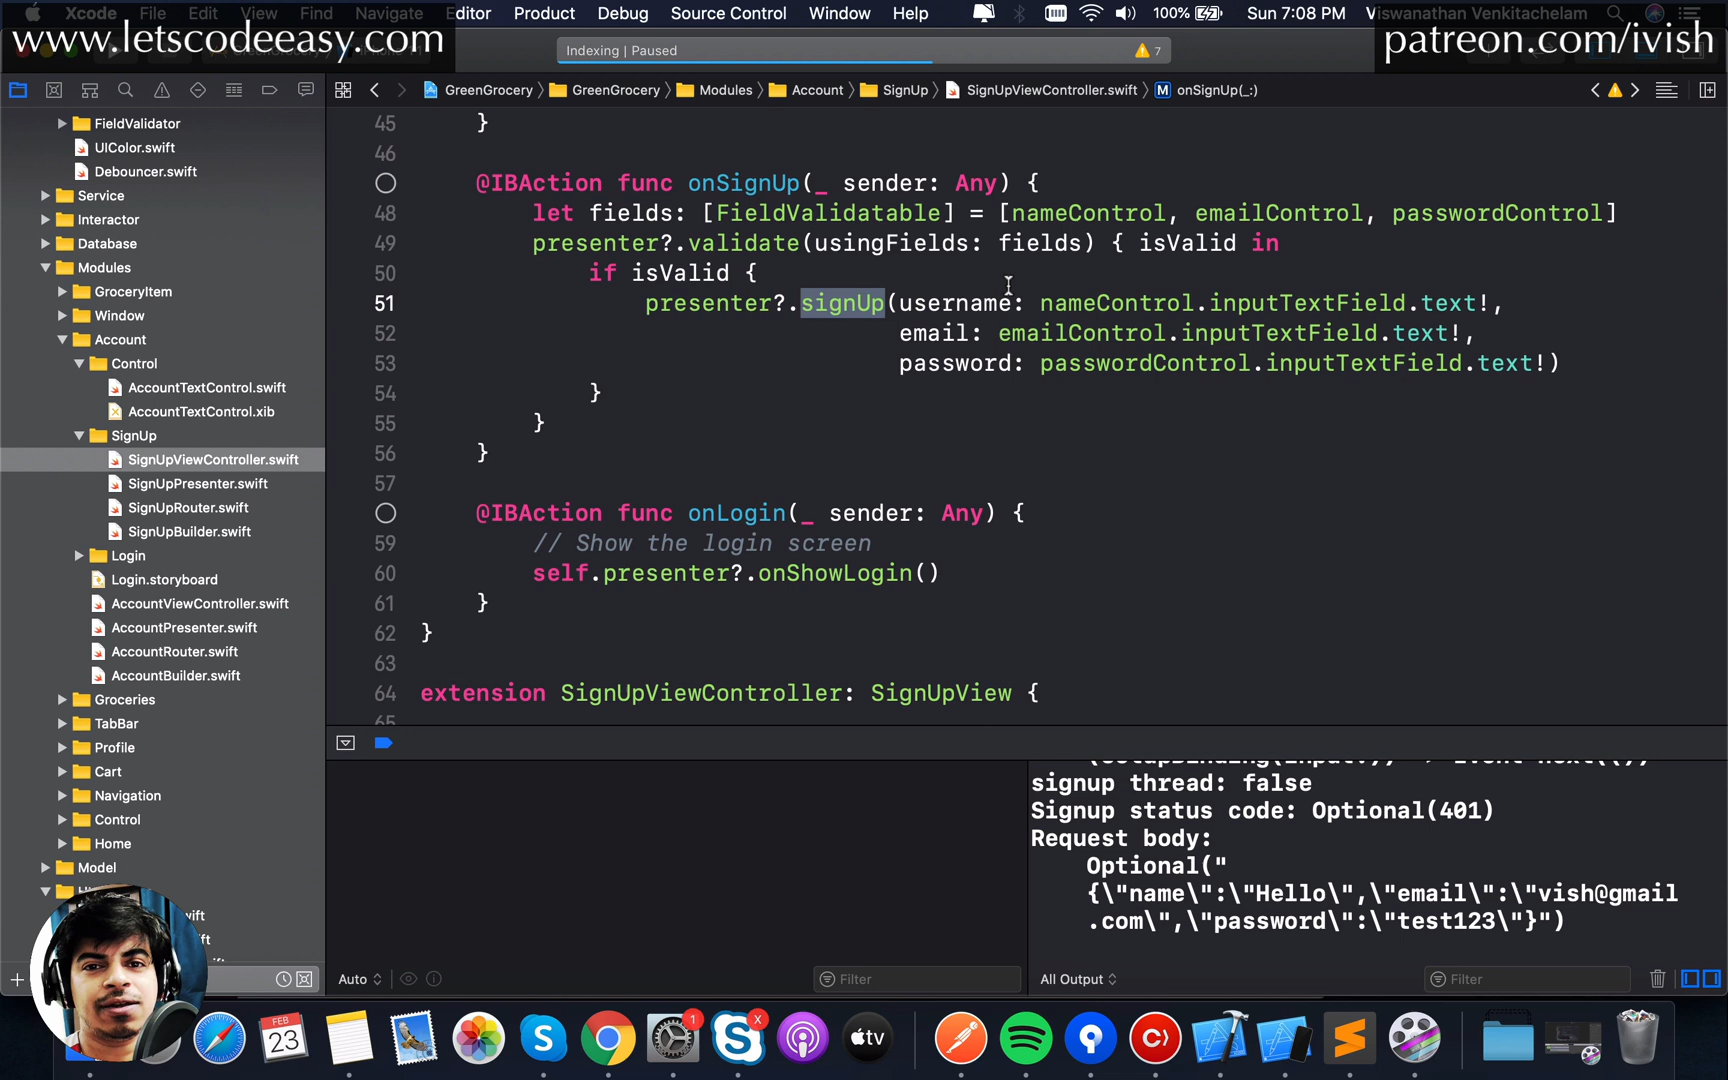 Xcode File Edit View Find Navigate Editor Product Debug Source Control Window Help 100% Sun 7:08 PM Viswanathan Venkitachelam
www.letscodeeasy.com
patreon.com/ivish
Indexing | Paused 7
GreenGrocery GreenGrocery Modules Account SignUp SignUpViewController.swift M onSignUp(_:)
FieldValidator
UIColor.swift
Debouncer.swift
Service
Interactor
Database
Modules
GroceryItem
Window
Account
Control
AccountTextControl.swift
AccountTextControl.xib
SignUp
SignUpViewController.swift
SignUpPresenter.swift
SignUpRouter.swift
SignUpBuilder.swift
Login
Login.storyboard
AccountViewController.swift
AccountPresenter.swift
AccountRouter.swift
AccountBuilder.swift
Groceries
TabBar
Profile
Cart
Navigation
Control
Home
Model
45 }
46
@IBAction func onSignUp(_ sender: Any) {
48 let fields: [FieldValidatable] = [nameControl, emailControl, passwordControl]
49 presenter?.validate(usingFields: fields) { isValid in
50 if isValid {
51 presenter?.signUp(username: nameControl.inputTextField.text!,
52 email: emailControl.inputTextField.text!,
53 password: passwordControl.inputTextField.text!)
54 }
55 }
56 }
57
@IBAction func onLogin(_ sender: Any) {
59 // Show the login screen
60 self.presenter?.onShowLogin()
61 }
62 }
63
64 extension SignUpViewController: SignUpView {
65
signup thread: false
Signup status code: Optional(401)
Request body:
Optional("
{\"name\":\"Hello\",\"email\":\"vish@gmail
.com\",\"password\":\"test123\"}")
Auto
Filter
All Output
Filter
FEB
23
1
X
tv